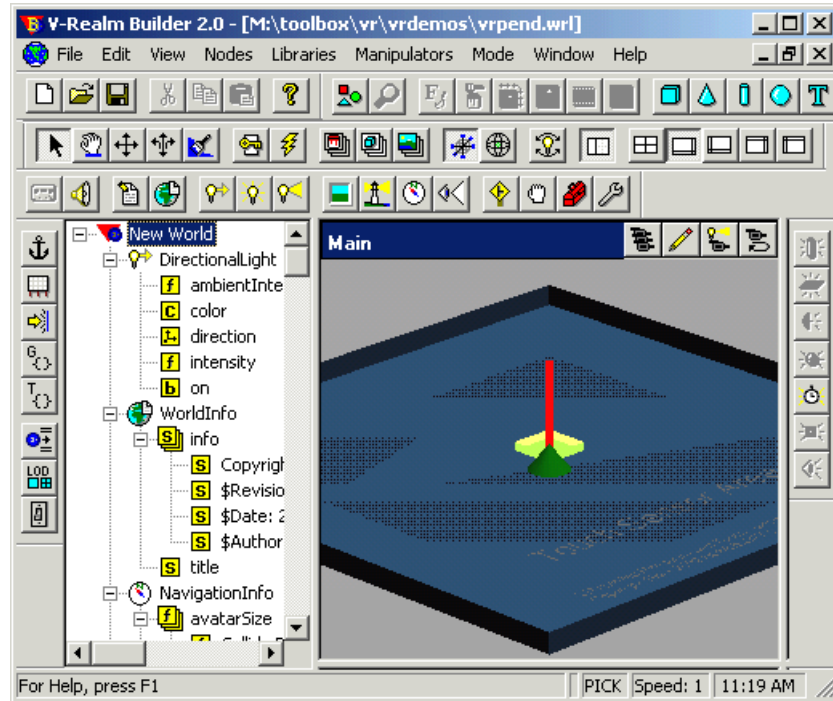 V-Realm Builder 2.0 - [M:\toolbox\vr\vrdemos\vrpend.wrl]
File Edit View Nodes Libraries Manipulators Mode Window Help
New World
DirectionalLight
ambientInte
color
direction
intensity
on
WorldInfo
info
Copyrigh
$Revisio
$Date: 2
$Author
title
NavigationInfo
avatarSize
Main
LOD
For Help, press F1
PICK Speed: 1 11:19 AM